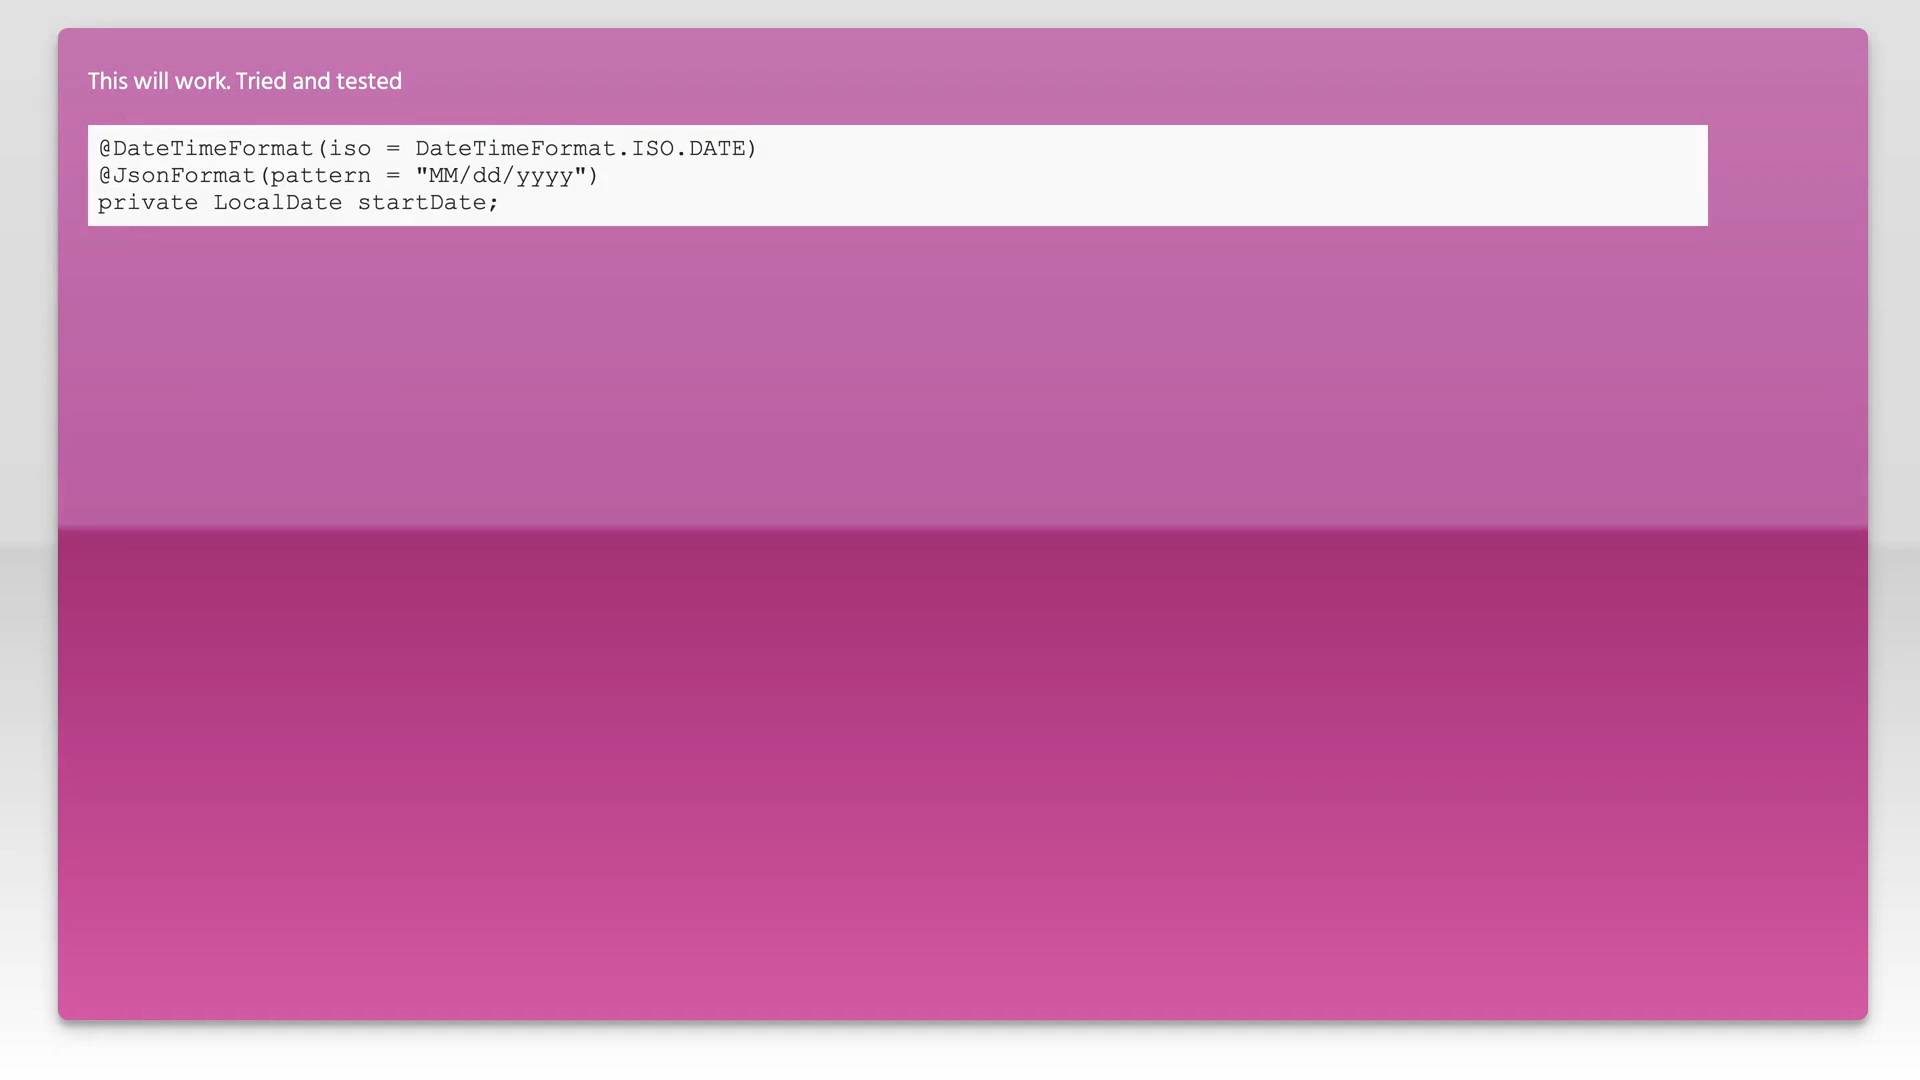 This will work. Tried and tested
@DateTimeFormat(iso = DateTimeFormat.ISO.DATE)
@JsonFormat(pattern = "MM/dd/yyyy")
private LocalDate startDate;